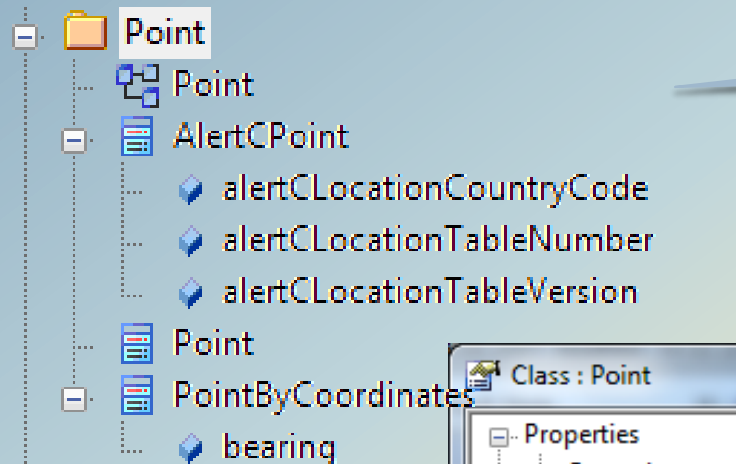 Point
Point
AlertCPoint
alertCLocationCountryCode
alertCLocationTableNumber
alertCLocationTableVersion
Point
PointByCoordinates
bearing
Class : Point
Properties